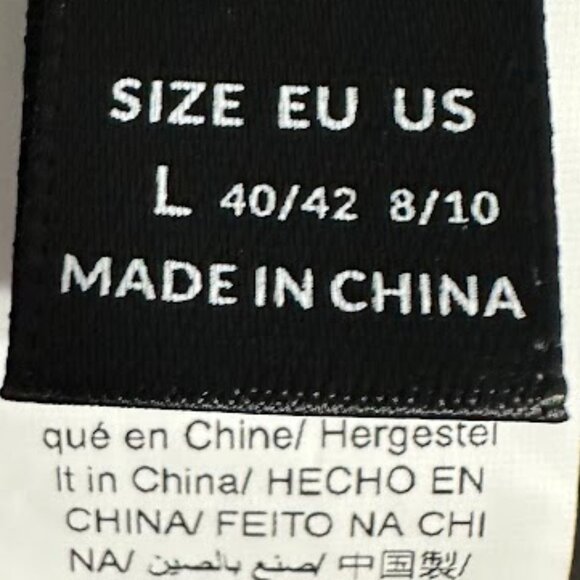 SIZE EU US
L 40/42 8/10
MADE IN CHINA
qué en Chine/ Hergestel
lt in China/ HECHO EN
CHINA/ FEITO NA CHI
NA/ صنع بالصين/ 中国製/